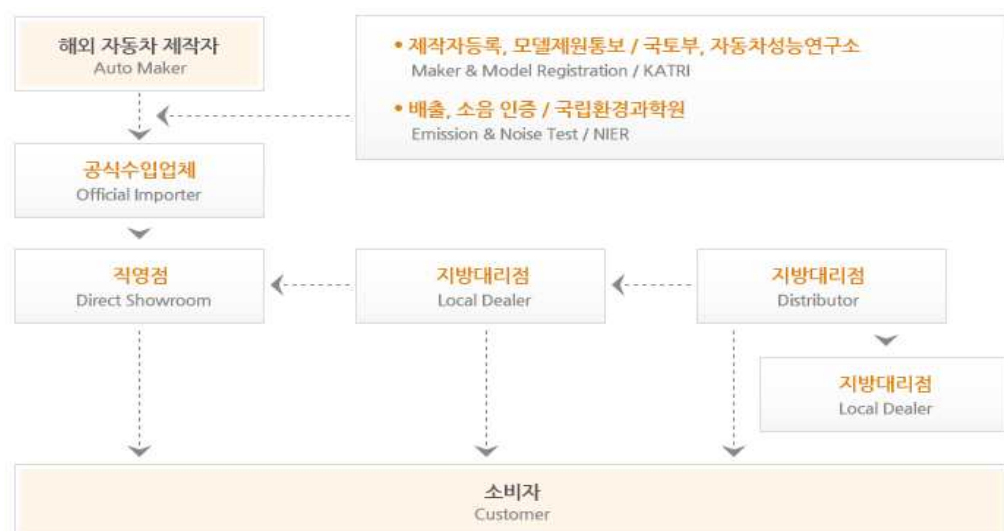 해외 자동차 제작자
Auto Maker
• 제작자등록, 모델제원통보 / 국토부, 자동차성능연구소
Maker & Model Registration / KATRI
• 배출, 소음 인증 / 국립환경과학원
Emission & Noise Test / NIER
공식수입업체
Official Importer
직영점
Direct Showroom
지방대리점
Local Dealer
지방대리점
Distributor
지방대리점
Local Dealer
소비자
Customer